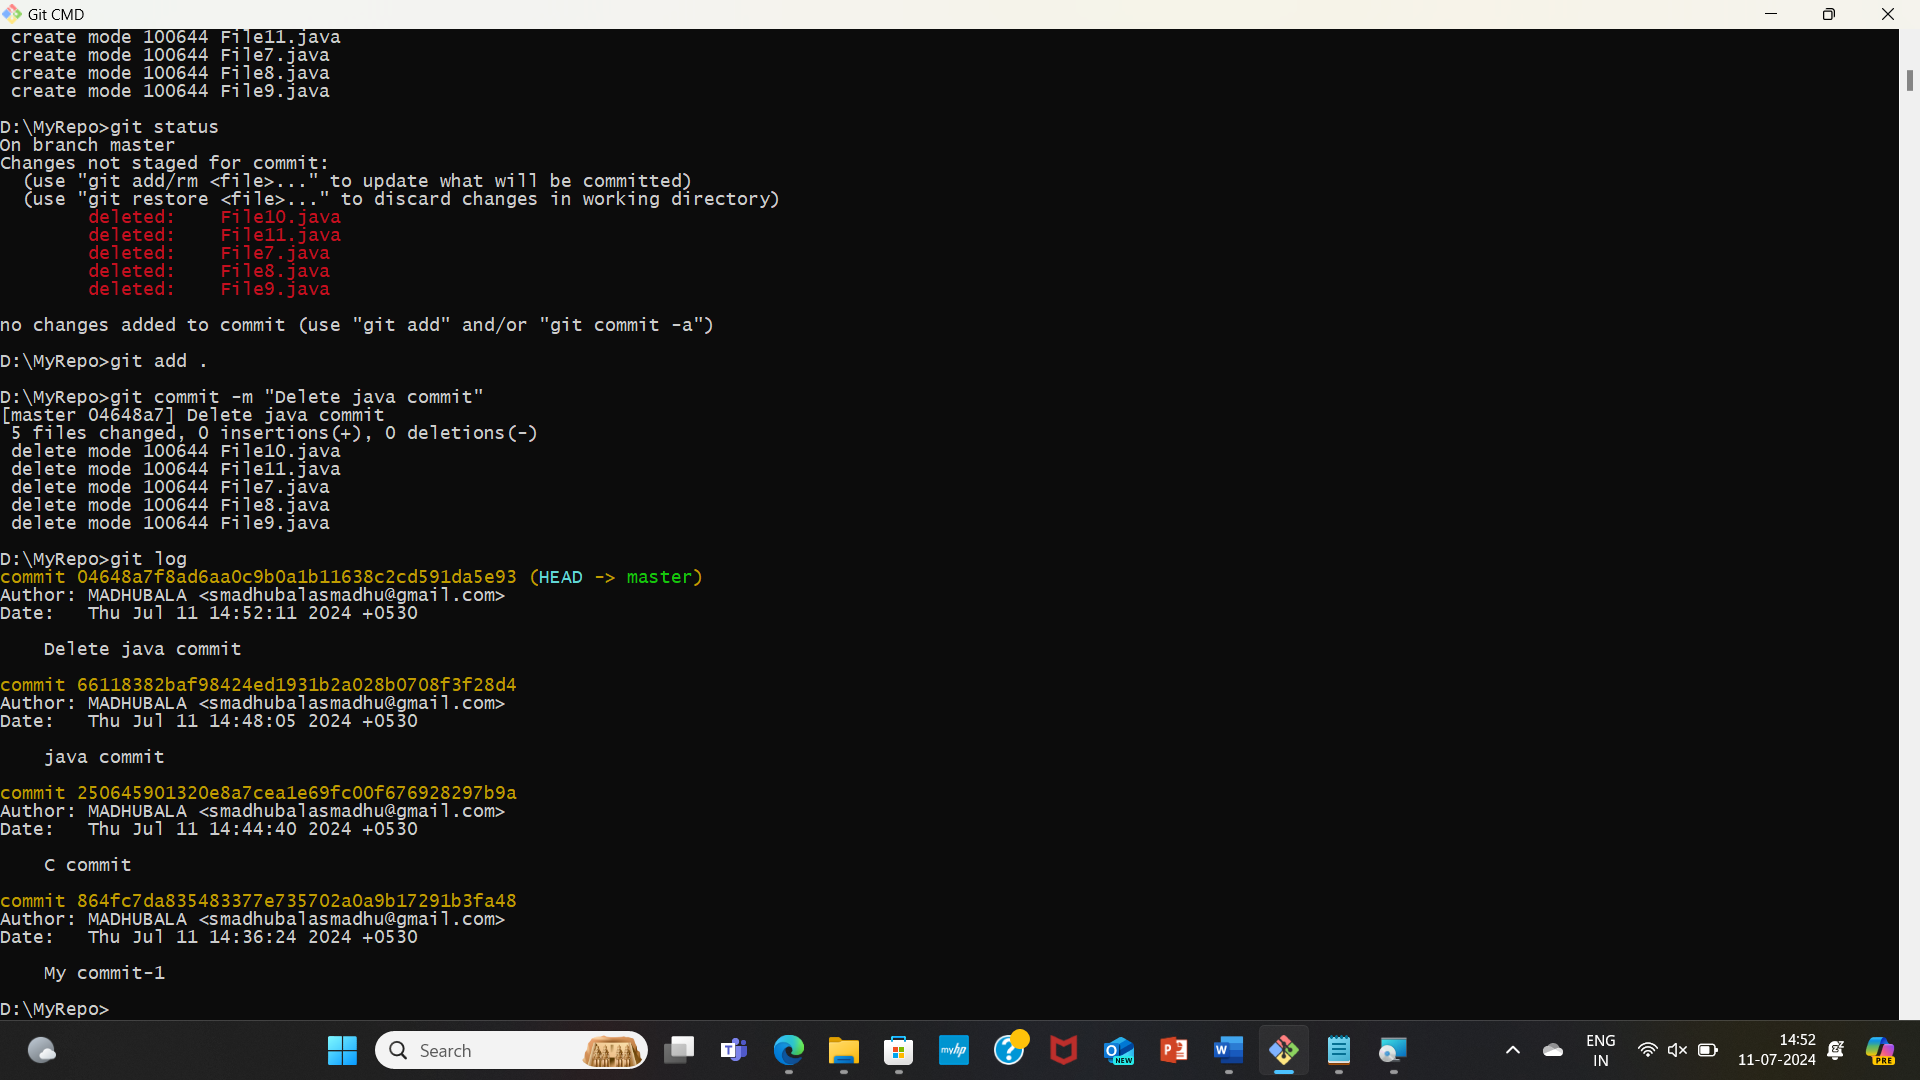 Git CMD
 create mode 100644 File11.java
 create mode 100644 File7.java
 create mode 100644 File8.java
 create mode 100644 File9.java
D:\MyRepo>git status
On branch master
Changes not staged for commit:
  (use "git add/rm <file>..." to update what will be committed)
  (use "git restore <file>..." to discard changes in working directory)
        deleted:    File10.java
        deleted:    File11.java
        deleted:    File7.java
        deleted:    File8.java
        deleted:    File9.java
no changes added to commit (use "git add" and/or "git commit -a")
D:\MyRepo>git add .
D:\MyRepo>git commit -m "Delete java commit"
[master 04648a7] Delete java commit
 5 files changed, 0 insertions(+), 0 deletions(-)
 delete mode 100644 File10.java
 delete mode 100644 File11.java
 delete mode 100644 File7.java
 delete mode 100644 File8.java
 delete mode 100644 File9.java
D:\MyRepo>git log
commit 04648a7f8ad6aa0c9b0a1b11638c2cd591da5e93 (HEAD -> master)
Author: MADHUBALA <smadhubalasmadhu@gmail.com>
Date:   Thu Jul 11 14:52:11 2024 +0530
    Delete java commit
commit 66118382baf98424ed1931b2a028b0708f3f28d4
Author: MADHUBALA <smadhubalasmadhu@gmail.com>
Date:   Thu Jul 11 14:48:05 2024 +0530
    java commit
commit 250645901320e8a7cea1e69fc00f676928297b9a
Author: MADHUBALA <smadhubalasmadhu@gmail.com>
Date:   Thu Jul 11 14:44:40 2024 +0530
    C commit
commit 864fc7da835483377e735702a0a9b17291b3fa48
Author: MADHUBALA <smadhubalasmadhu@gmail.com>
Date:   Thu Jul 11 14:36:24 2024 +0530
    My commit-1
D:\MyRepo>
Search
myhp
NEW
ENG
IN
14:52
11-07-2024
PRE